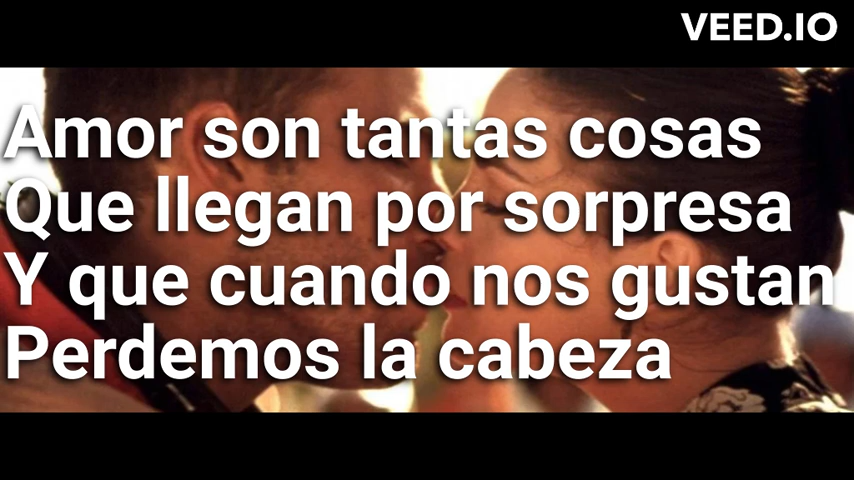 VEED.IO
Amor son tantas cosas
Que llegan por sorpresa
Y que cuando nos gustan
Perdemos la cabeza